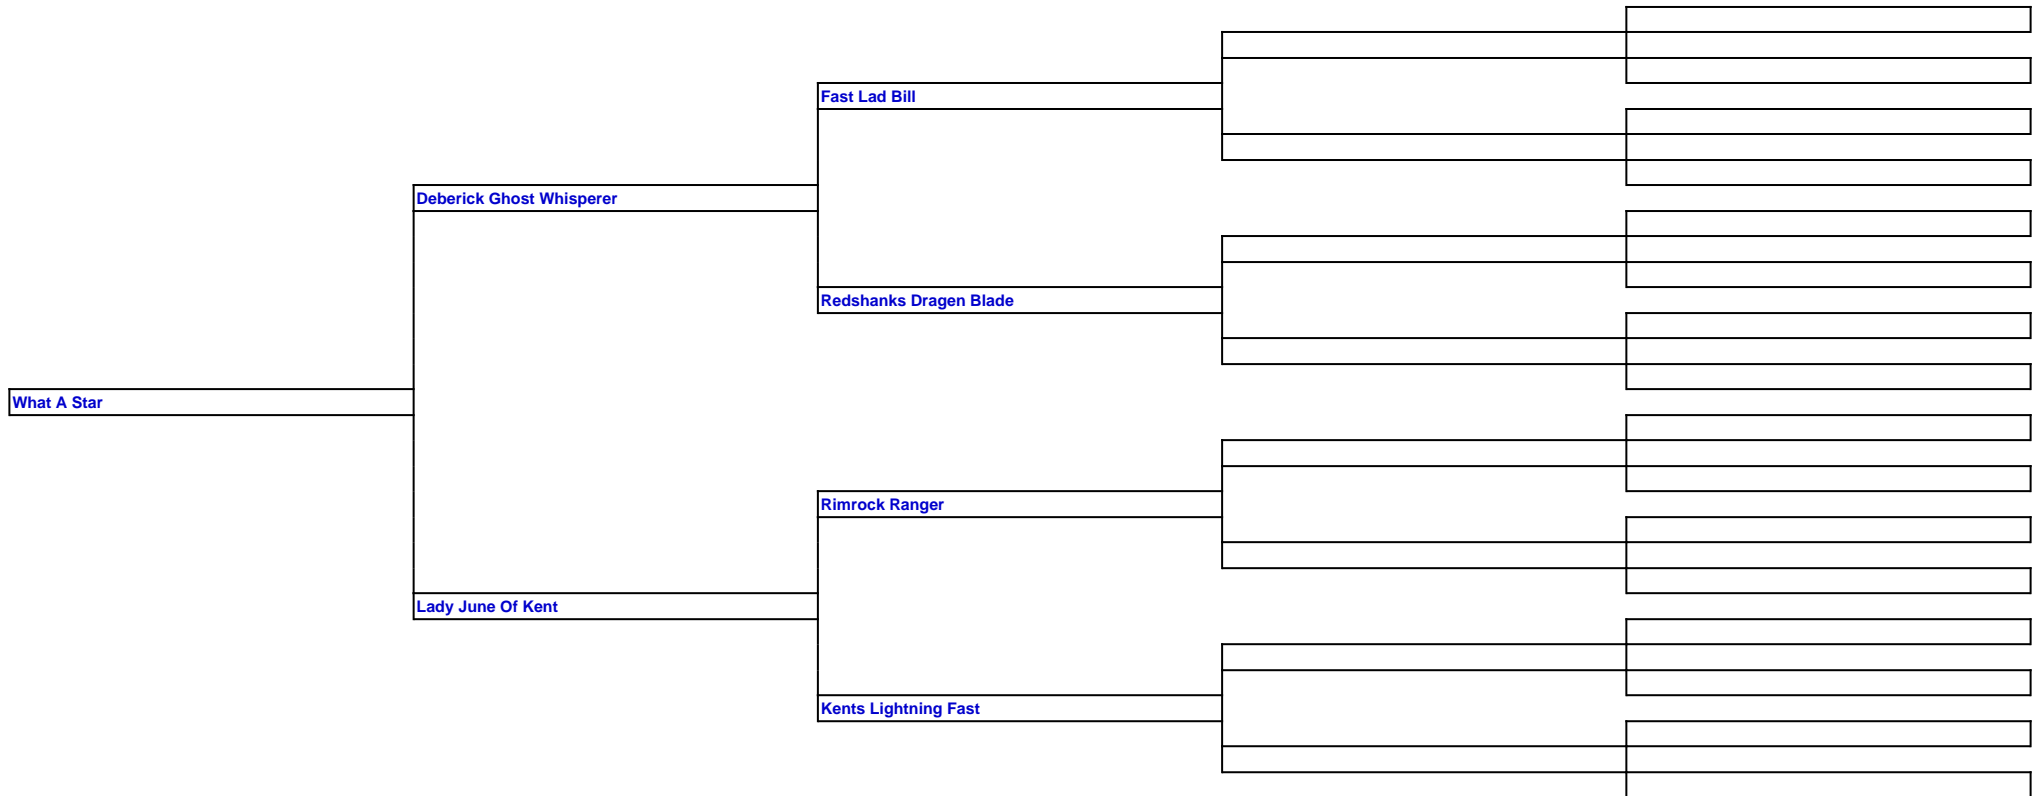 Fast Lad Bill
Deberick Ghost Whisperer
Redshanks Dragen Blade
What A Star
Rimrock Ranger
Lady June Of Kent
Kents Lightning Fast